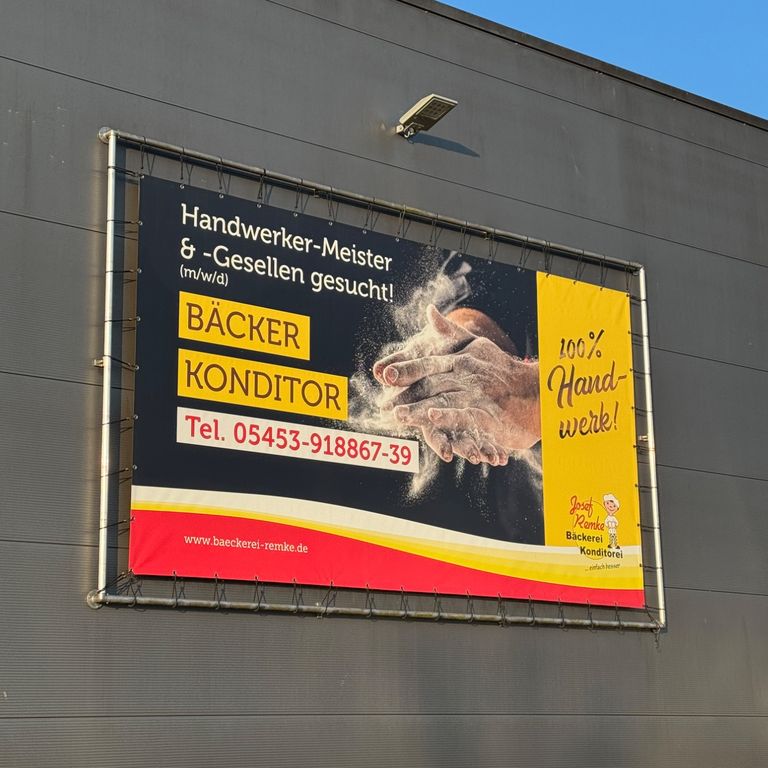 Handwerker-Meister
& -Gesellen gesucht!
(m/w/d)
BÄCKER
KONDITOR
Tel. 05453-918867-39
www.baeckerei-remke.de
100%
Hand-
werk!
Josef
Remke
Bäckerei
Konditorei
...einfach besser